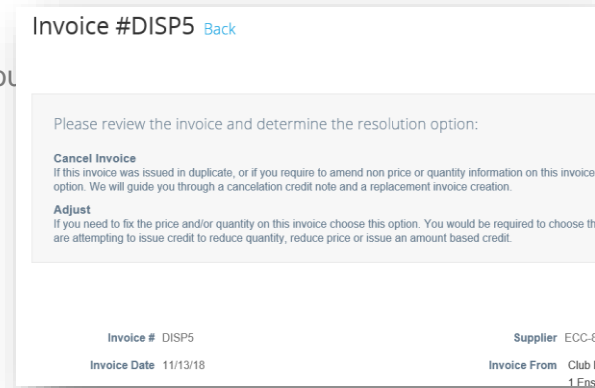 Invoice #DISP5 Back
Please review the invoice and determine the resolution option:
Cancel Invoice
If this invoice was issued in duplicate, or if you require to amend non price or quantity information on this invoice
option. We will guide you through a cancelation credit note and a replacement invoice creation.
Adjust
If you need to fix the price and/or quantity on this invoice choose this option. You would be required to choose
are attempting to issue credit to reduce quantity, reduce price or issue an amount based credit.
Invoice # DISP5 Supplier ECC-
Invoice Date 11/13/18 Invoice From Club
1